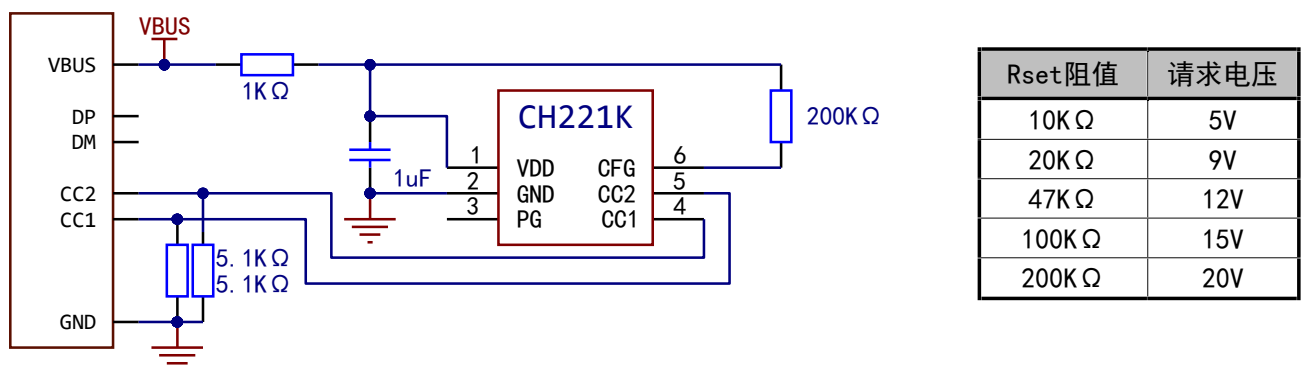 VBUS
VBUS
DP
DM
CC2
CC1
GND
1KΩ
1uF
5.1KΩ
5.1KΩ
CH221K
1
2
3
VDD
GND
PG
CFG
CC2
CC1
6
5
4
200KΩ
Rset阻值 请求电压
10KΩ 5V
20KΩ 9V
47KΩ 12V
100KΩ 15V
200KΩ 20V